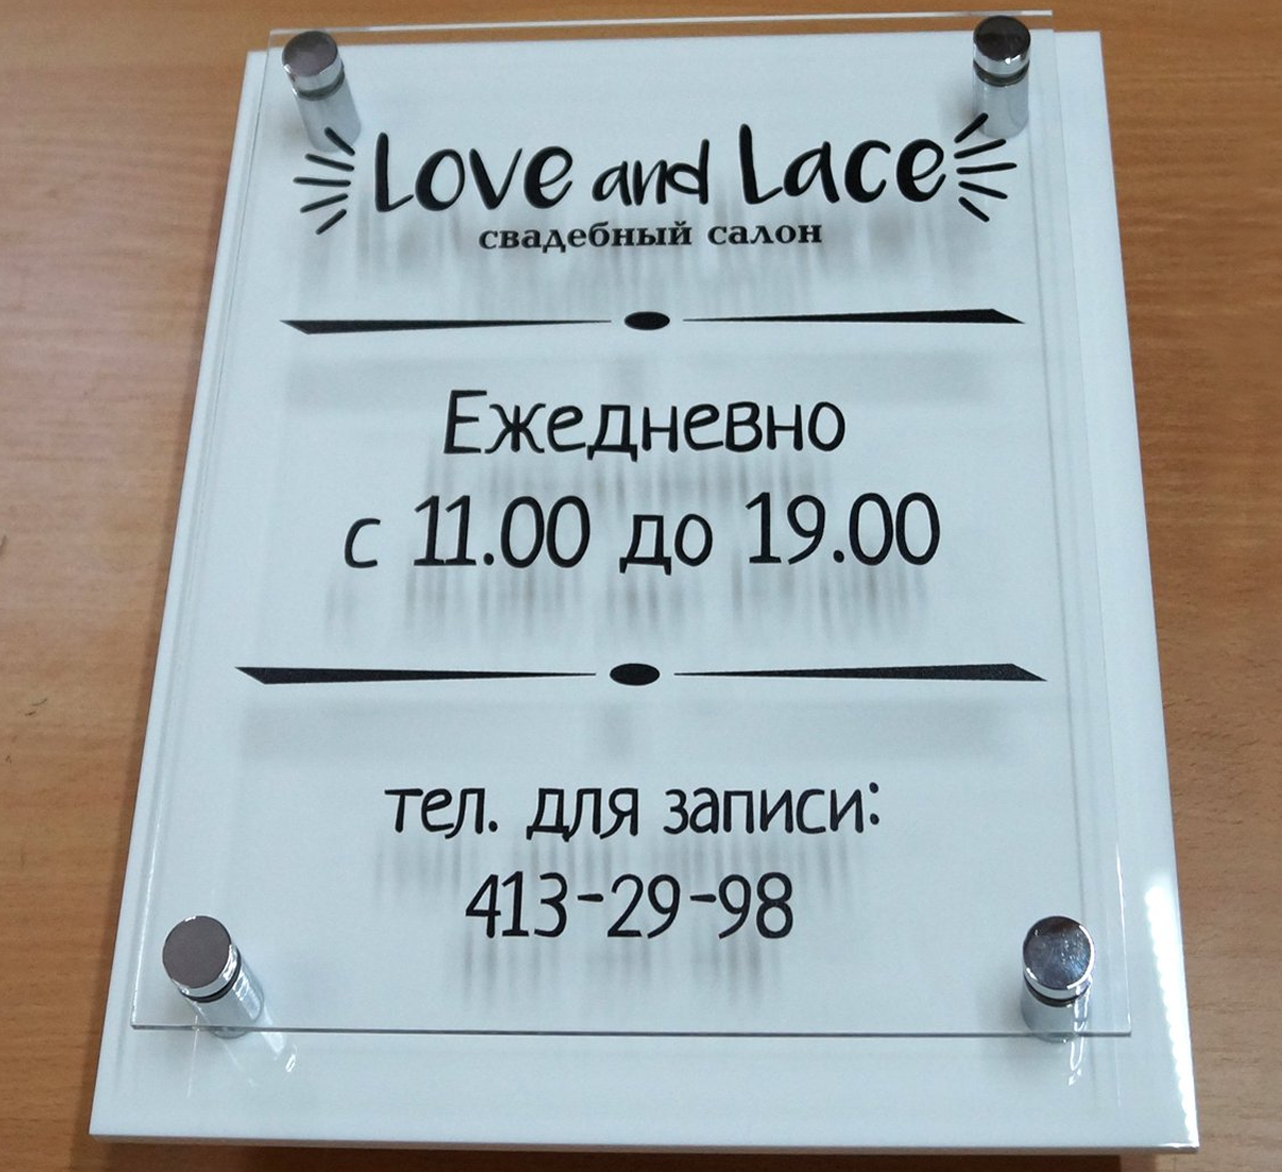 Love and Lace
свадебный салон
Ежедневно
с 11.00 до 19.00
тел. для записи:
413-29-98